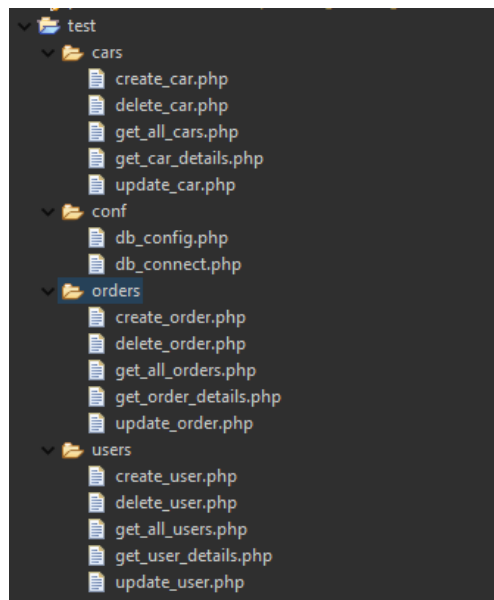 test
cars
create_car.php
delete_car.php
get_all_cars.php
get_car_details.php
update_car.php
conf
db_config.php
db_connect.php
orders
create_order.php
delete_order.php
get_all_orders.php
get_order_details.php
update_order.php
users
create_user.php
delete_user.php
get_all_users.php
get_user_details.php
update_user.php